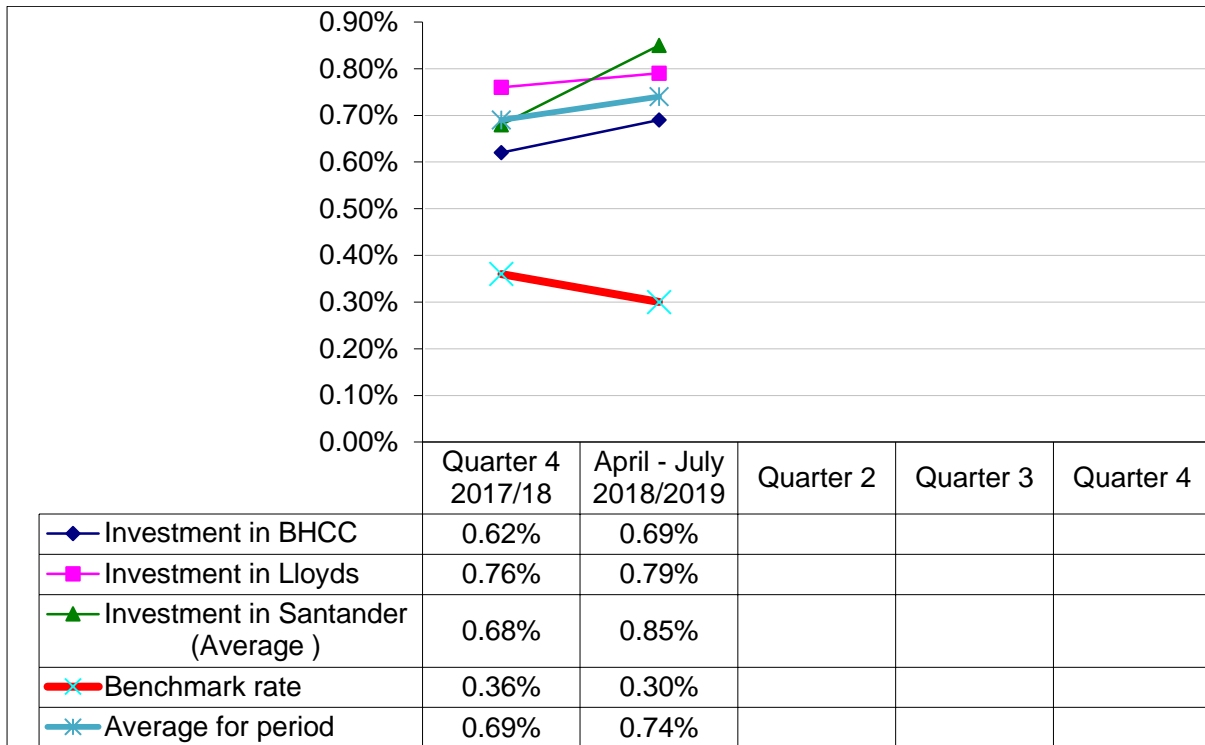 0.90%
0.80%
0.70%
0.60%
0.50%
0.40%
0.30%
0.20%
0.10%
0.00%
Quarter 4 2017/18 April - July 2018/2019 Quarter 2 Quarter 3 Quarter 4
Investment in BHCC 0.62% 0.69%
Investment in Lloyds 0.76% 0.79%
Investment in Santander (Average ) 0.68% 0.85%
Benchmark rate 0.36% 0.30%
Average for period 0.69% 0.74%